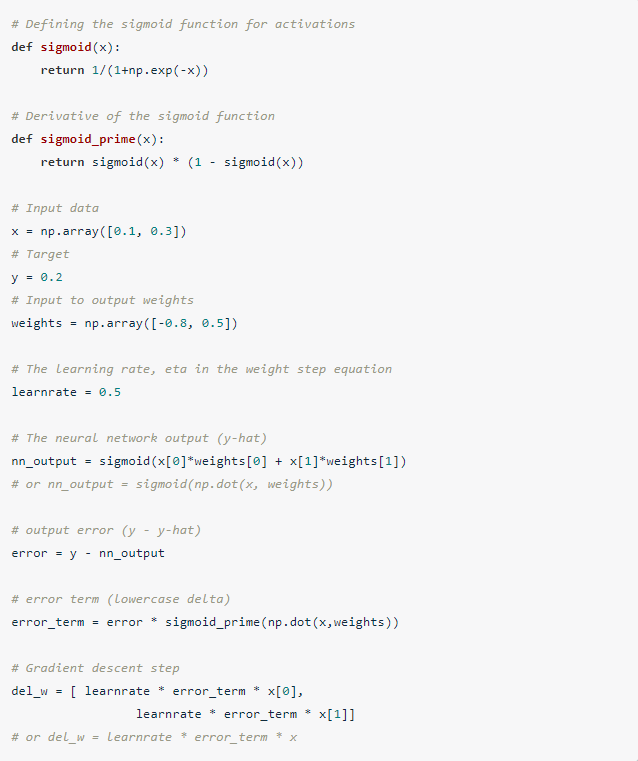 # Defining the sigmoid function for activations
def sigmoid(x):
    return 1/(1+np.exp(-x))

# Derivative of the sigmoid function
def sigmoid_prime(x):
    return sigmoid(x) * (1 - sigmoid(x))

# Input data
x = np.array([0.1, 0.3])
# Target
y = 0.2
# Input to output weights
weights = np.array([-0.8, 0.5])

# The learning rate, eta in the weight step equation
learnrate = 0.5

# The neural network output (y-hat)
nn_output = sigmoid(x[0]*weights[0] + x[1]*weights[1])
# or nn_output = sigmoid(np.dot(x, weights))

# output error (y - y-hat)
error = y - nn_output

# error term (lowercase delta)
error_term = error * sigmoid_prime(np.dot(x,weights))

# Gradient descent step
del_w = [ learnrate * error_term * x[0],
                 learnrate * error_term * x[1]]
# or del_w = learnrate * error_term * x